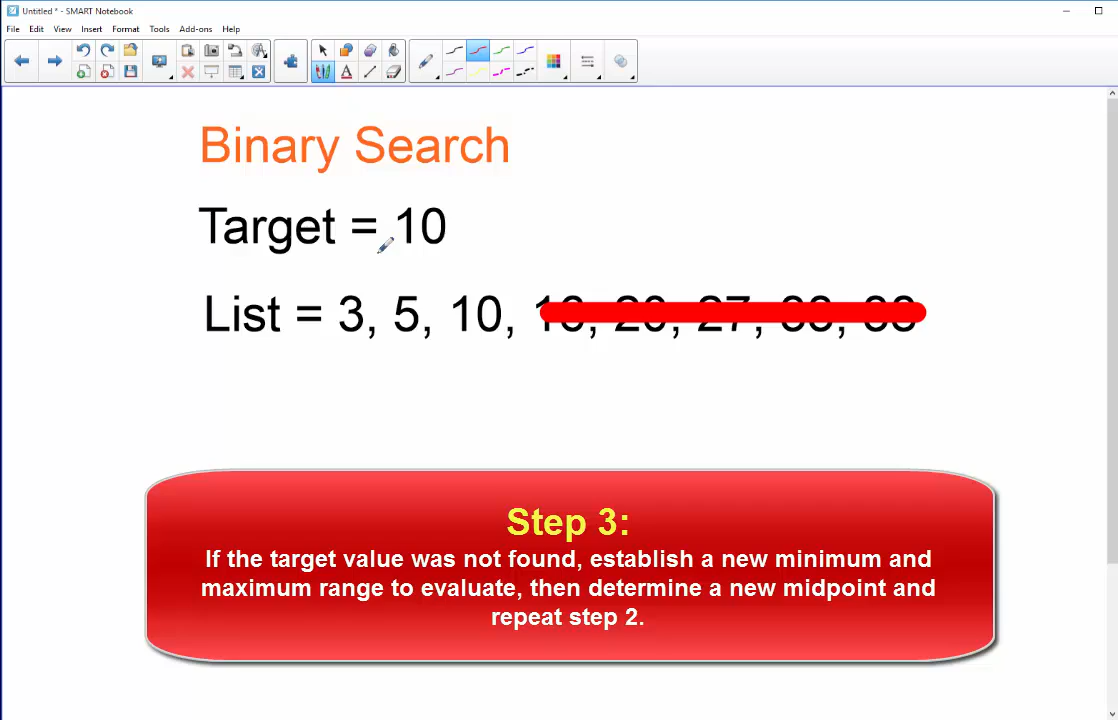 Untitled * - SMART Notebook
File Edit View Insert Format Tools Add-ons Help
Binary Search
Target = 10
List = 3, 5, 10,
Step 3:
If the target value was not found, establish a new minimum and
maximum range to evaluate, then determine a new midpoint and
repeat step 2.